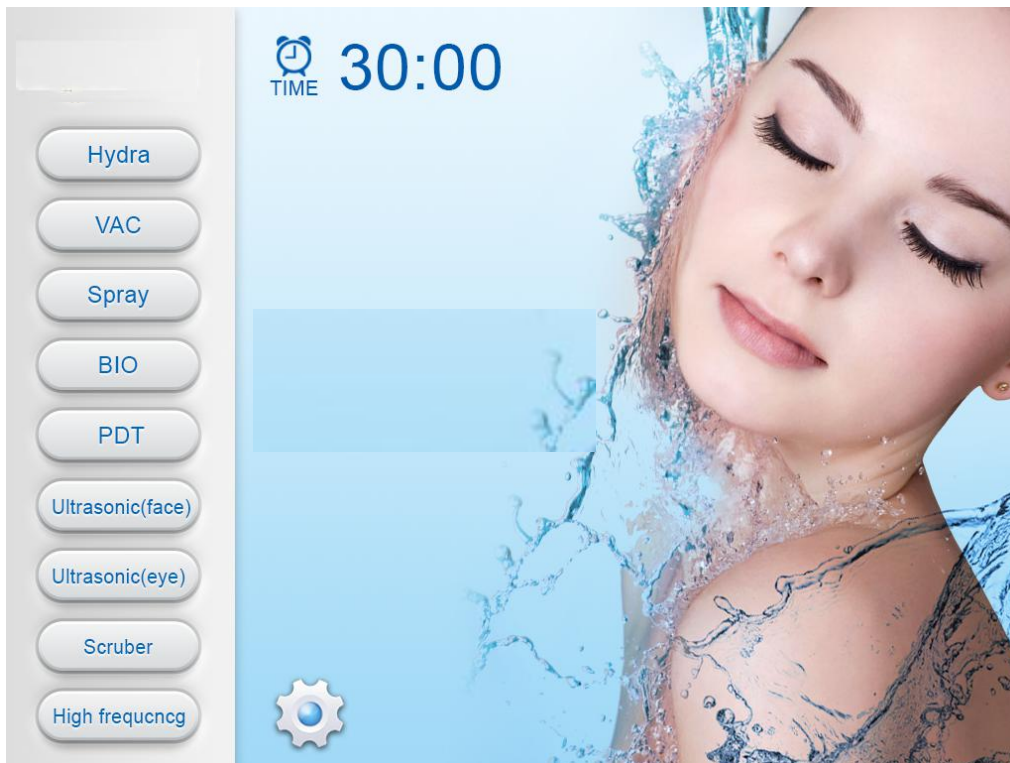 TIME 30:00
Hydra
VAC
Spray
BIO
PDT
Ultrasonic(face)
Ultrasonic(eye)
Scruber
High frequcncg